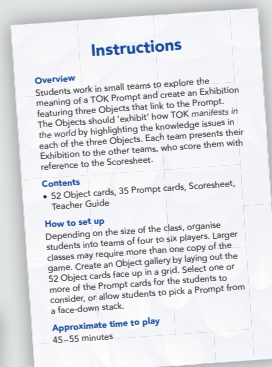 Instructions
Overview
Students work in small teams to explore the
meaning of a TOK Prompt and create an Exhibition
featuring three Objects that link to the Prompt.
The Objects should 'exhibit' how TOK manifests in
the world by highlighting the knowledge issues in
each of the three Objects. Each team presents their
Exhibition to the other teams, who score them with
reference to the Scoresheet.
Contents
• 52 Object cards, 35 Prompt cards, Scoresheet,
Teacher Guide
How to set up
Depending on the size of the class, organise
students into teams of four to six players. Larger
classes may require more than one copy of the
game. Create an Object gallery by laying out the
52 Object cards face up in a grid. Select one or
more of the Prompt cards for the students to
consider, or allow students to pick a Prompt from
a face-down stack.
Approximate time to play
45–55 minutes